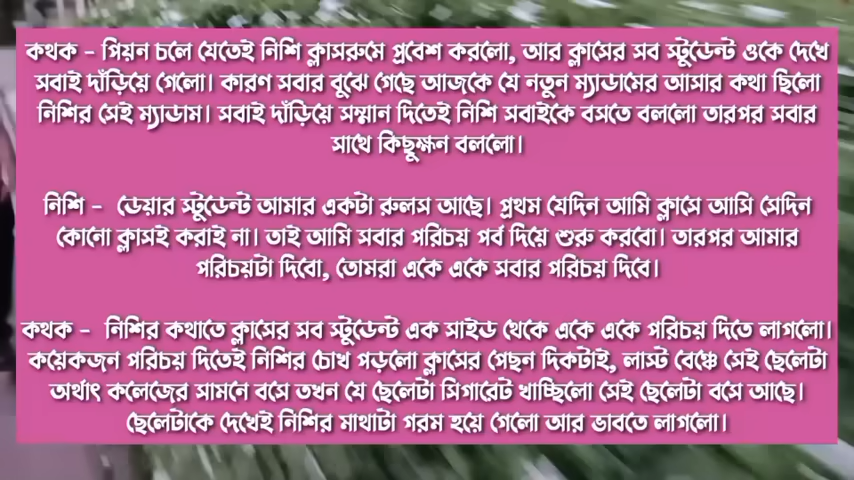 কথক - পিয়ন চলে যেতেই নিশি ক্লাসরুমে প্রবেশ করলো, আর ক্লাসের সব স্টুডেন্ট ওকে দেখে
সবাই দাঁড়িয়ে গেলো। কারণ সবার বুঝে গেছে আজকে যে নতুন ম্যাডামের আসার কথা ছিলো
নিশির সেই ম্যাডাম। সবাই দাঁড়িয়ে সম্মান দিতেই নিশি সবাইকে বসতে বললো তারপর সবার
সাথে কিছুক্ষন বললো।
নিশি - ডেয়ার স্টুডেন্ট আমার একটা রুলস আছে। প্রথম যেদিন আমি ক্লাসে আসি সেদিন
কোনো ক্লাসই করাই না। তাই আমি সবার পরিচয় পর্ব দিয়ে শুরু করবো। তারপর আমার
পরিচয়টা দিবো, তোমরা একে একে সবার পরিচয় দিবে।
কথক - নিশির কথাতে ক্লাসের সব স্টুডেন্ট এক সাইড থেকে একে একে পরিচয় দিতে লাগলো।
কয়েকজন পরিচয় দিতেই নিশির চোখ পড়লো ক্লাসের পেছন দিকটাই, লাস্ট বেঞ্চে সেই ছেলেটা
অর্থাৎ কলেজের সামনে বসে তখন যে ছেলেটা সিগারেট খাচ্ছিলো সেই ছেলেটা বসে আছে।
ছেলেটাকে দেখেই নিশির মাথাটা গরম হয়ে গেলো আর ভাবতে লাগলো।